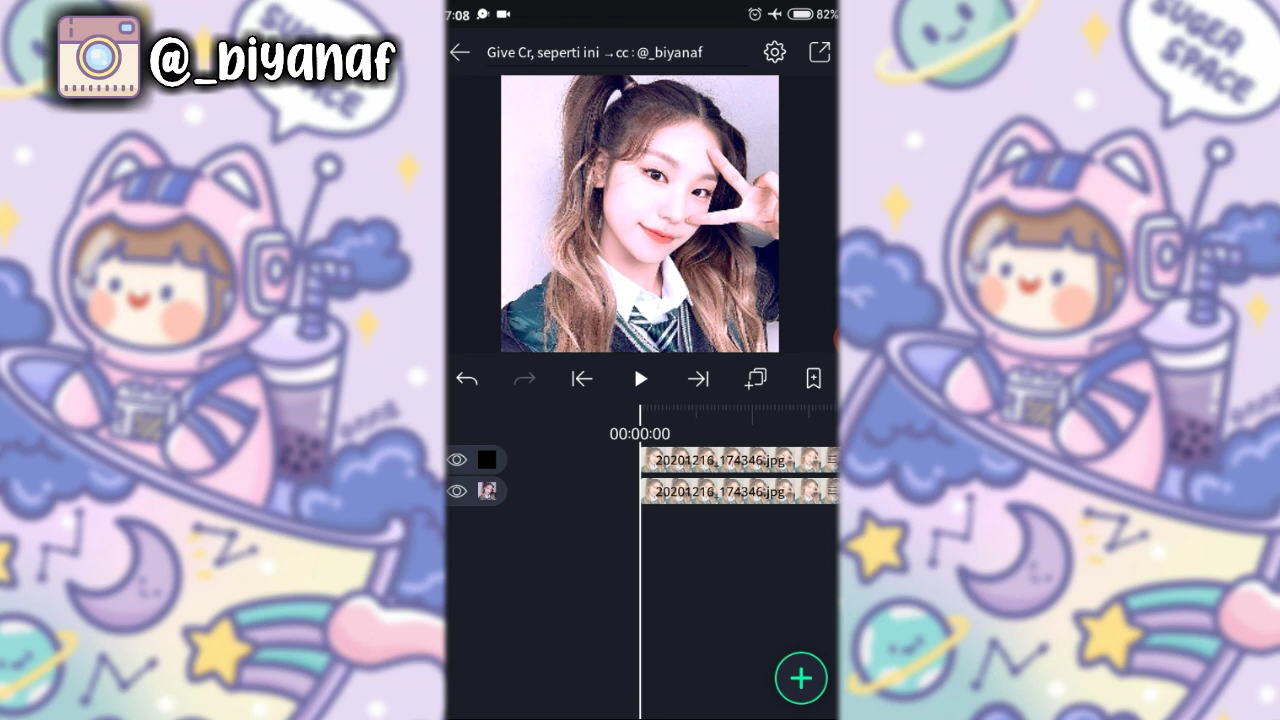 @_biyanaf
SPACE
7:08
82%
Give Cr, seperti ini →cc : @_biyanaf
SUGER
SPACE
00:00:00
20201216_174346.jpg
20201216_174346.jpg